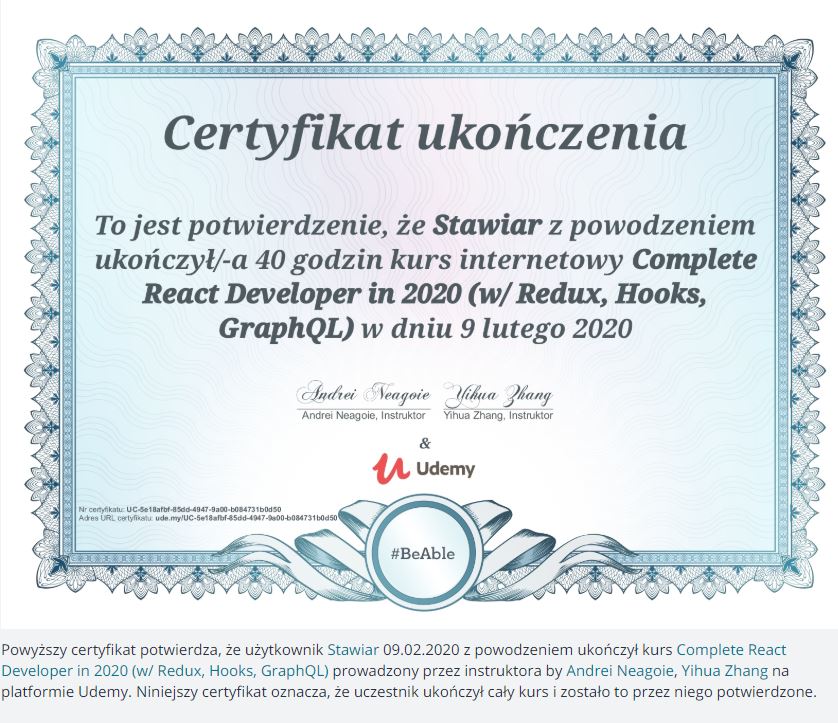 Certyfikat ukończenia
To jest potwierdzenie, że Stawiar z powodzeniem
ukończył/-a 40 godzin kurs internetowy Complete
React Developer in 2020 (w/ Redux, Hooks,
GraphQL) w dniu 9 lutego 2020
Andrei Neagoie Yihua Zhang
Andrei Neagoie, Instruktor Yihua Zhang, Instruktor
&
Udemy
Nr certyfikatu: UC-5e18afbf-85dd-4947-9a00-b084731b0d50
Adres URL certyfikatu: ude.my/UC-5e18afbf-85dd-4947-9a00-b084731b0d50
#BeAble
Powyższy certyfikat potwierdza, że użytkownik Stawiar 09.02.2020 z powodzeniem ukończył kurs Complete React
Developer in 2020 (w/ Redux, Hooks, GraphQL) prowadzony przez instruktora by Andrei Neagoie, Yihua Zhang na
platformie Udemy. Niniejszy certyfikat oznacza, że uczestnik ukończył cały kurs i zostało to przez niego potwierdzone.